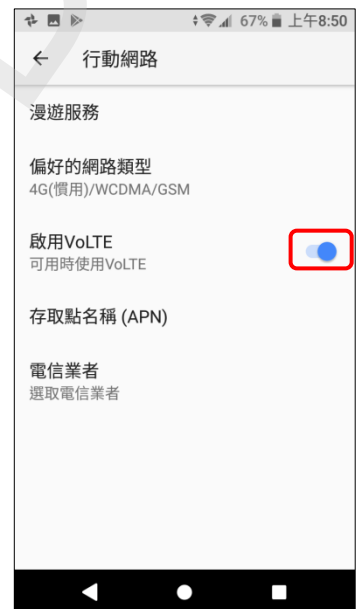 67% 上午8:50
行動網路
漫遊服務
偏好的網路類型
4G(慣用)/WCDMA/GSM
啟用VoLTE
可用時使用VoLTE
存取點名稱 (APN)
電信業者
選取電信業者